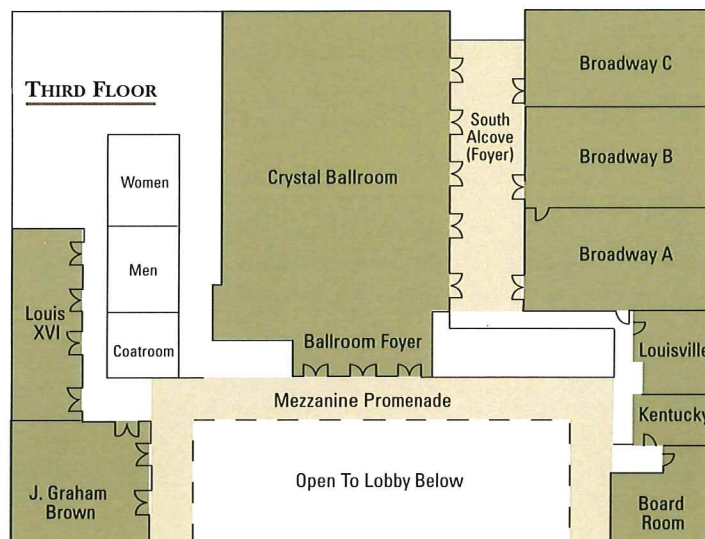 THIRD FLOOR
Women
Men
Coatroom
Louis
XVI
J. Graham
Brown
Crystal Ballroom
Ballroom Foyer
Mezzanine Promenade
Open To Lobby Below
South
Alcove
(Foyer)
Broadway C
Broadway B
Broadway A
Louisville
Kentucky
Board
Room